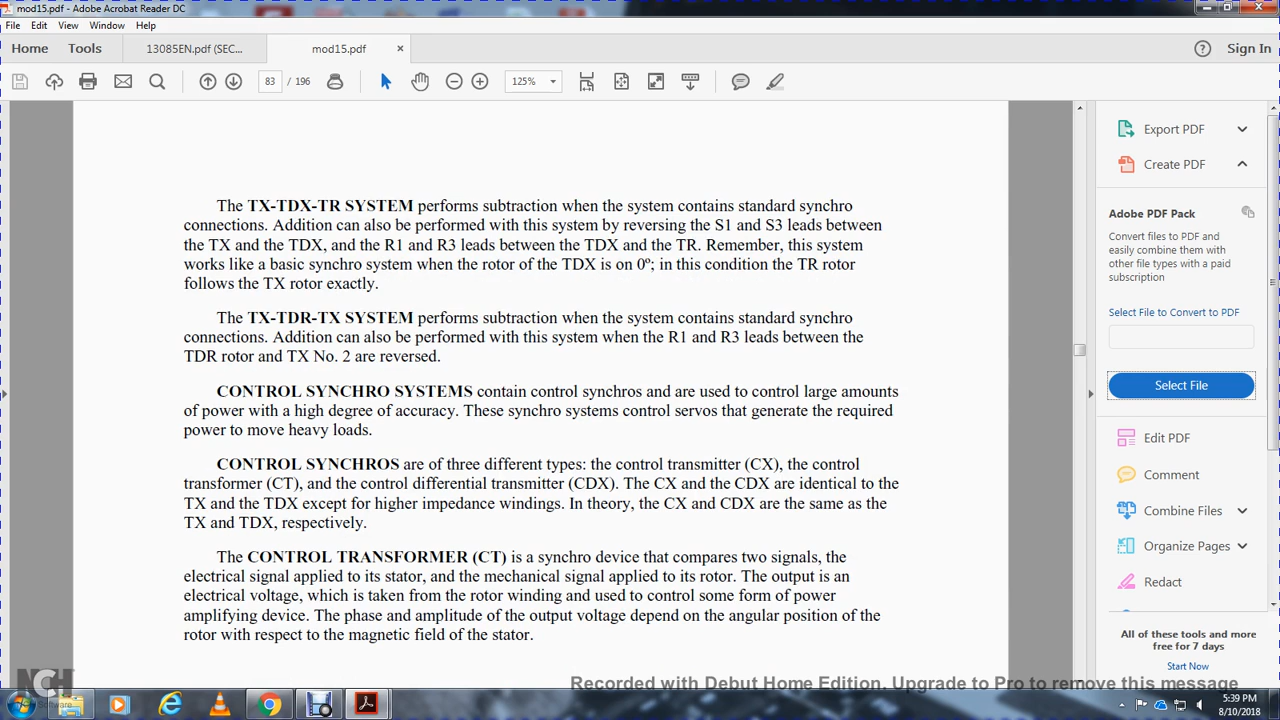 mod15.pdf - Adobe Acrobat Reader DC
File Edit View Window Help
Home Tools 13085EN.pdf (SEC... mod15.pdf × Sign In
83 / 196 125%
The TX-TDX-TR SYSTEM performs subtraction when the system contains standard synchro
connections. Addition can also be performed with this system by reversing the S1 and S3 leads between
the TX and the TDX, and the R1 and R3 leads between the TDX and the TR. Remember, this system
works like a basic synchro system when the rotor of the TDX is on 0º; in this condition the TR rotor
follows the TX rotor exactly.
The TX-TDR-TX SYSTEM performs subtraction when the system contains standard synchro
connections. Addition can also be performed with this system when the R1 and R3 leads between the
TDR rotor and TX No. 2 are reversed.
CONTROL SYNCHRO SYSTEMS contain control synchros and are used to control large amounts
of power with a high degree of accuracy. These synchro systems control servos that generate the required
power to move heavy loads.
CONTROL SYNCHROS are of three different types: the control transmitter (CX), the control
transformer (CT), and the control differential transmitter (CDX). The CX and the CDX are identical to the
TX and the TDX except for higher impedance windings. In theory, the CX and CDX are the same as the
TX and TDX, respectively.
The CONTROL TRANSFORMER (CT) is a synchro device that compares two signals, the
electrical signal applied to its stator, and the mechanical signal applied to its rotor. The output is an
electrical voltage, which is taken from the rotor winding and used to control some form of power
amplifying device. The phase and amplitude of the output voltage depend on the angular position of the
rotor with respect to the magnetic field of the stator.
Export PDF
Create PDF
Adobe PDF Pack
Convert files to PDF and
easily combine them with
other file types with a paid
subscription
Select File to Convert to PDF
Select File
Edit PDF
Comment
Combine Files
Organize Pages
Redact
All of these tools and more
free for 7 days
Start Now
NCH
Software
Recorded with Debut Home Edition. Upgrade to Pro to remove this message
5:39 PM
8/10/2018